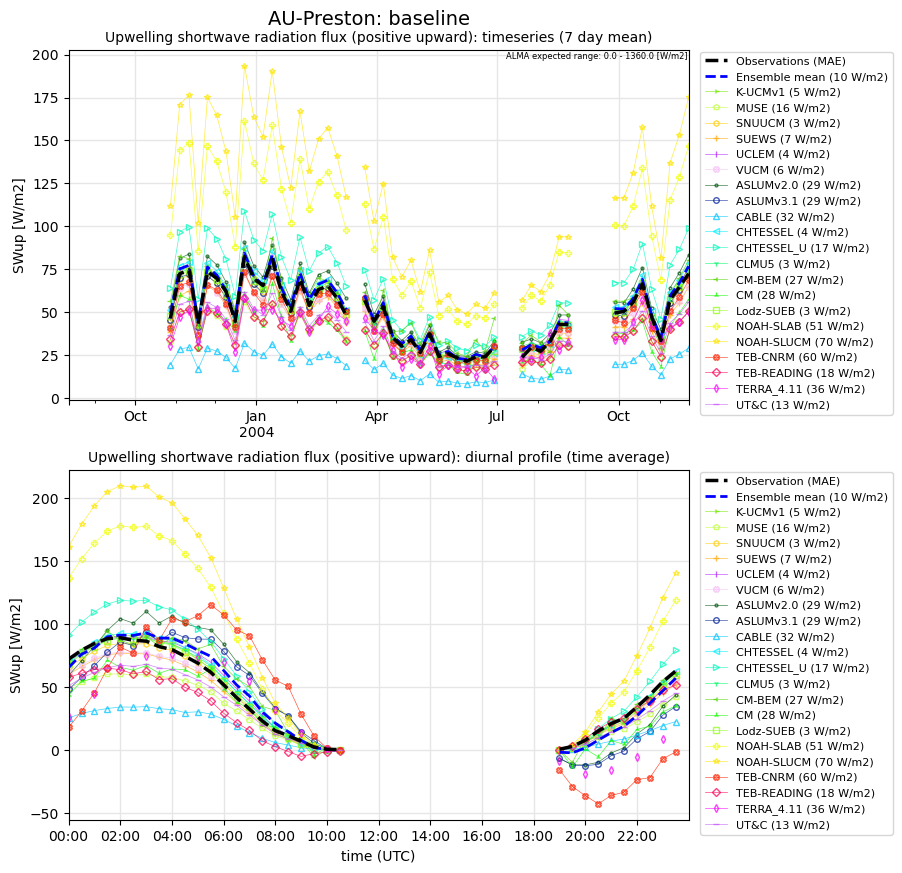 AU-Preston: baseline
Upwelling shortwave radiation flux (positive upward): timeseries (7 day mean)
ALMA expected range: 0.0 - 1360.0 [W/m2]
SWup [W/m2]
200
175
150
125
100
75
50
25
0
Oct
Jan
2004
Apr
Jul
Oct
Observations (MAE)
Ensemble mean (10 W/m2)
K-UCMv1 (5 W/m2)
MUSE (16 W/m2)
SNUUCM (3 W/m2)
SUEWS (7 W/m2)
UCLEM (4 W/m2)
VUCM (6 W/m2)
ASLUMv2.0 (29 W/m2)
ASLUMv3.1 (29 W/m2)
CABLE (32 W/m2)
CHTESSEL (4 W/m2)
CHTESSEL_U (17 W/m2)
CLMU5 (3 W/m2)
CM-BEM (27 W/m2)
CM (28 W/m2)
Lodz-SUEB (3 W/m2)
NOAH-SLAB (51 W/m2)
NOAH-SLUCM (70 W/m2)
TEB-CNRM (60 W/m2)
TEB-READING (18 W/m2)
TERRA_4.11 (36 W/m2)
UT&C (13 W/m2)
Upwelling shortwave radiation flux (positive upward): diurnal profile (time average)
SWup [W/m2]
200
150
100
50
0
−50
00:00
02:00
04:00
06:00
08:00
10:00
12:00
14:00
16:00
18:00
20:00
22:00
time (UTC)
Observation (MAE)
Ensemble mean (10 W/m2)
K-UCMv1 (5 W/m2)
MUSE (16 W/m2)
SNUUCM (3 W/m2)
SUEWS (7 W/m2)
UCLEM (4 W/m2)
VUCM (6 W/m2)
ASLUMv2.0 (29 W/m2)
ASLUMv3.1 (29 W/m2)
CABLE (32 W/m2)
CHTESSEL (4 W/m2)
CHTESSEL_U (17 W/m2)
CLMU5 (3 W/m2)
CM-BEM (27 W/m2)
CM (28 W/m2)
Lodz-SUEB (3 W/m2)
NOAH-SLAB (51 W/m2)
NOAH-SLUCM (70 W/m2)
TEB-CNRM (60 W/m2)
TEB-READING (18 W/m2)
TERRA_4.11 (36 W/m2)
UT&C (13 W/m2)